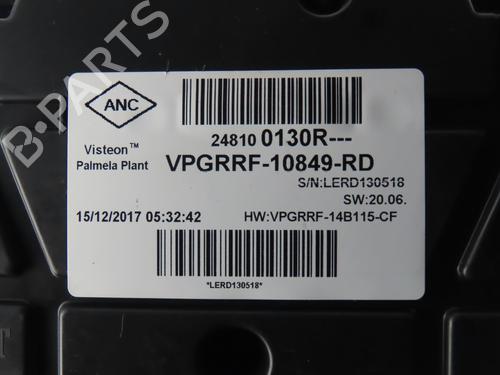 ANC
24810 0130R---
Visteon™
Palmela Plant
VPGRRF-10849-RD
S/N:LERD130518
SW:20.06.
15/12/2017 05:32:42
HW:VPGRRF-14B115-CF
*LERD130518*
B-PARTS